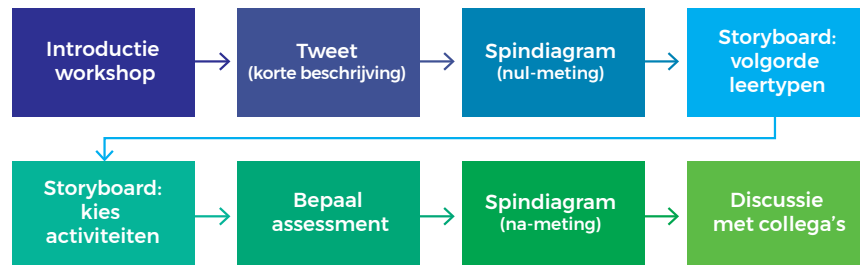 Introductie
workshop
Tweet
(korte beschrijving)
Spindiagram
(nul-meting)
Storyboard:
volgorde
leertypen
Storyboard:
kies
activiteiten
Bepaal
assessment
Spindiagram
(na-meting)
Discussie
met collega’s